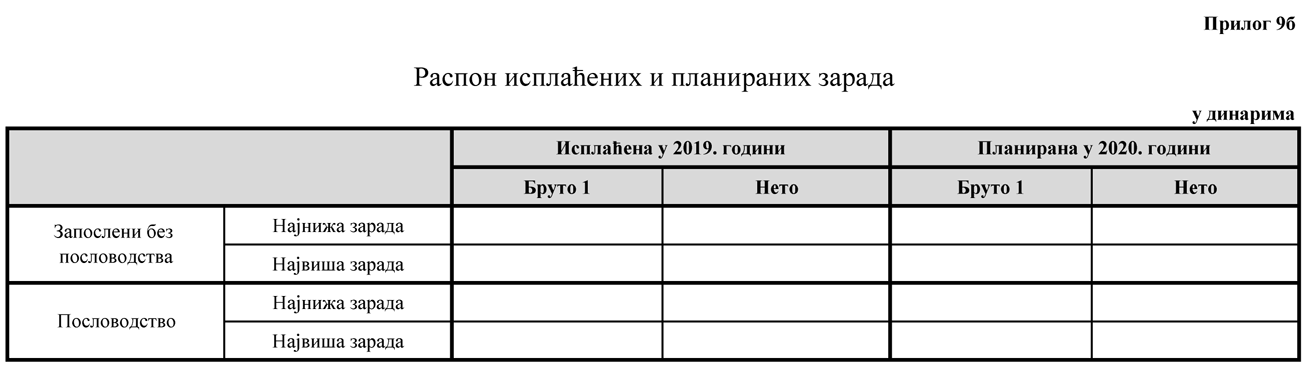 Прилог 9б
Распон исплаћених и планираних зарада
у динарима
Исплаћена у 2019. години Планирана у 2020. години
Бруто 1 Нето Бруто 1 Нето
Запослени без
пословодства
Најнижа зарада
Највиша зарада
Пословодство
Најнижа зарада
Највиша зарада